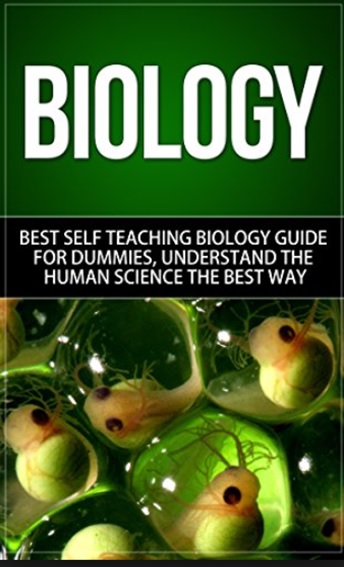 BIOLOGY
BEST SELF TEACHING BIOLOGY GUIDE
FOR DUMMIES, UNDERSTAND THE
HUMAN SCIENCE THE BEST WAY